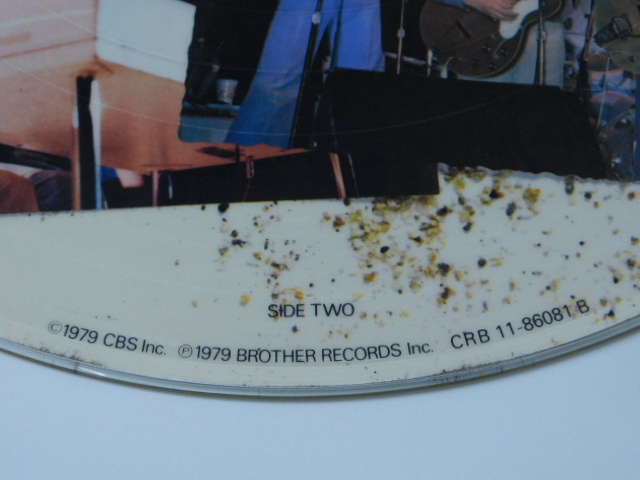 SIDE TWO
©1979 CBS Inc. ℗1979 BROTHER RECORDS Inc. CRB 11-86081 B